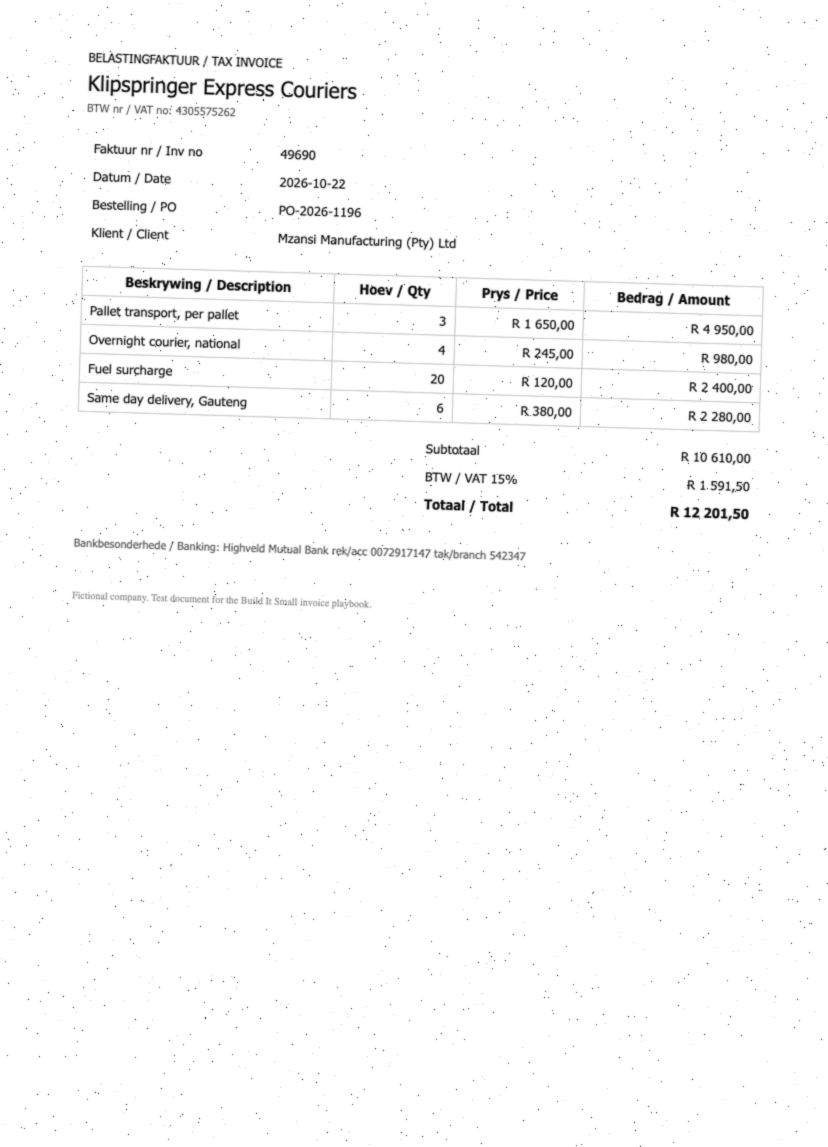 BELASTINGFAKTUUR / TAX INVOICE
Klipspringer Express Couriers
BTW nr / VAT no: 4305575262
Faktuur nr / Inv no 49690
Datum / Date 2026-10-22
Bestelling / PO PO-2026-1196
Klient / Client Mzansi Manufacturing (Pty) Ltd
Beskrywing / Description Hoev / Qty Prys / Price Bedrag / Amount
Pallet transport, per pallet 3 R 1 650,00 R 4 950,00
Overnight courier, national 4 R 245,00 R 980,00
Fuel surcharge 20 R 120,00 R 2 400,00
Same day delivery, Gauteng 6 R 380,00 R 2 280,00
Subtotaal R 10 610,00
BTW / VAT 15% R 1 591,50
Totaal / Total R 12 201,50
Bankbesonderhede / Banking: Highveld Mutual Bank rek/acc 0072917147 tak/branch 542347
Fictional company. Test document for the Build It Small invoice playbook.